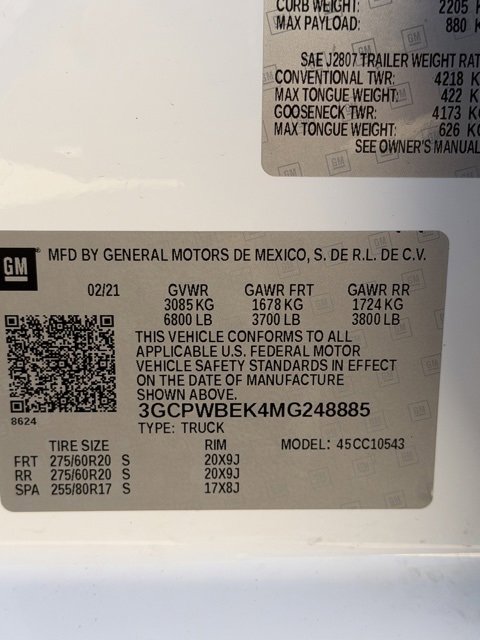 CURB WEIGHT: 2205 K
MAX PAYLOAD: 880 K
SAE J2807 TRAILER WEIGHT RAT
CONVENTIONAL TWR: 4218 K
MAX TONGUE WEIGHT: 422 K
GOOSENECK TWR: 4173 KG
MAX TONGUE WEIGHT: 626 KG
SEE OWNER'S MANUAL
GM MFD BY GENERAL MOTORS DE MEXICO, S. DE R.L. DE C.V.
02/21 GVWR GAWR FRT GAWR RR
3085 KG 1678 KG 1724 KG
6800 LB 3700 LB 3800 LB
THIS VEHICLE CONFORMS TO ALL
APPLICABLE U.S. FEDERAL MOTOR
VEHICLE SAFETY STANDARDS IN EFFECT
ON THE DATE OF MANUFACTURE
SHOWN ABOVE.
3GCPWBEK4MG248885
8624
TYPE: TRUCK
TIRE SIZE RIM MODEL: 45CC10543
FRT 275/60R20 S 20X9J
RR 275/60R20 S 20X9J
SPA 255/80R17 S 17X8J